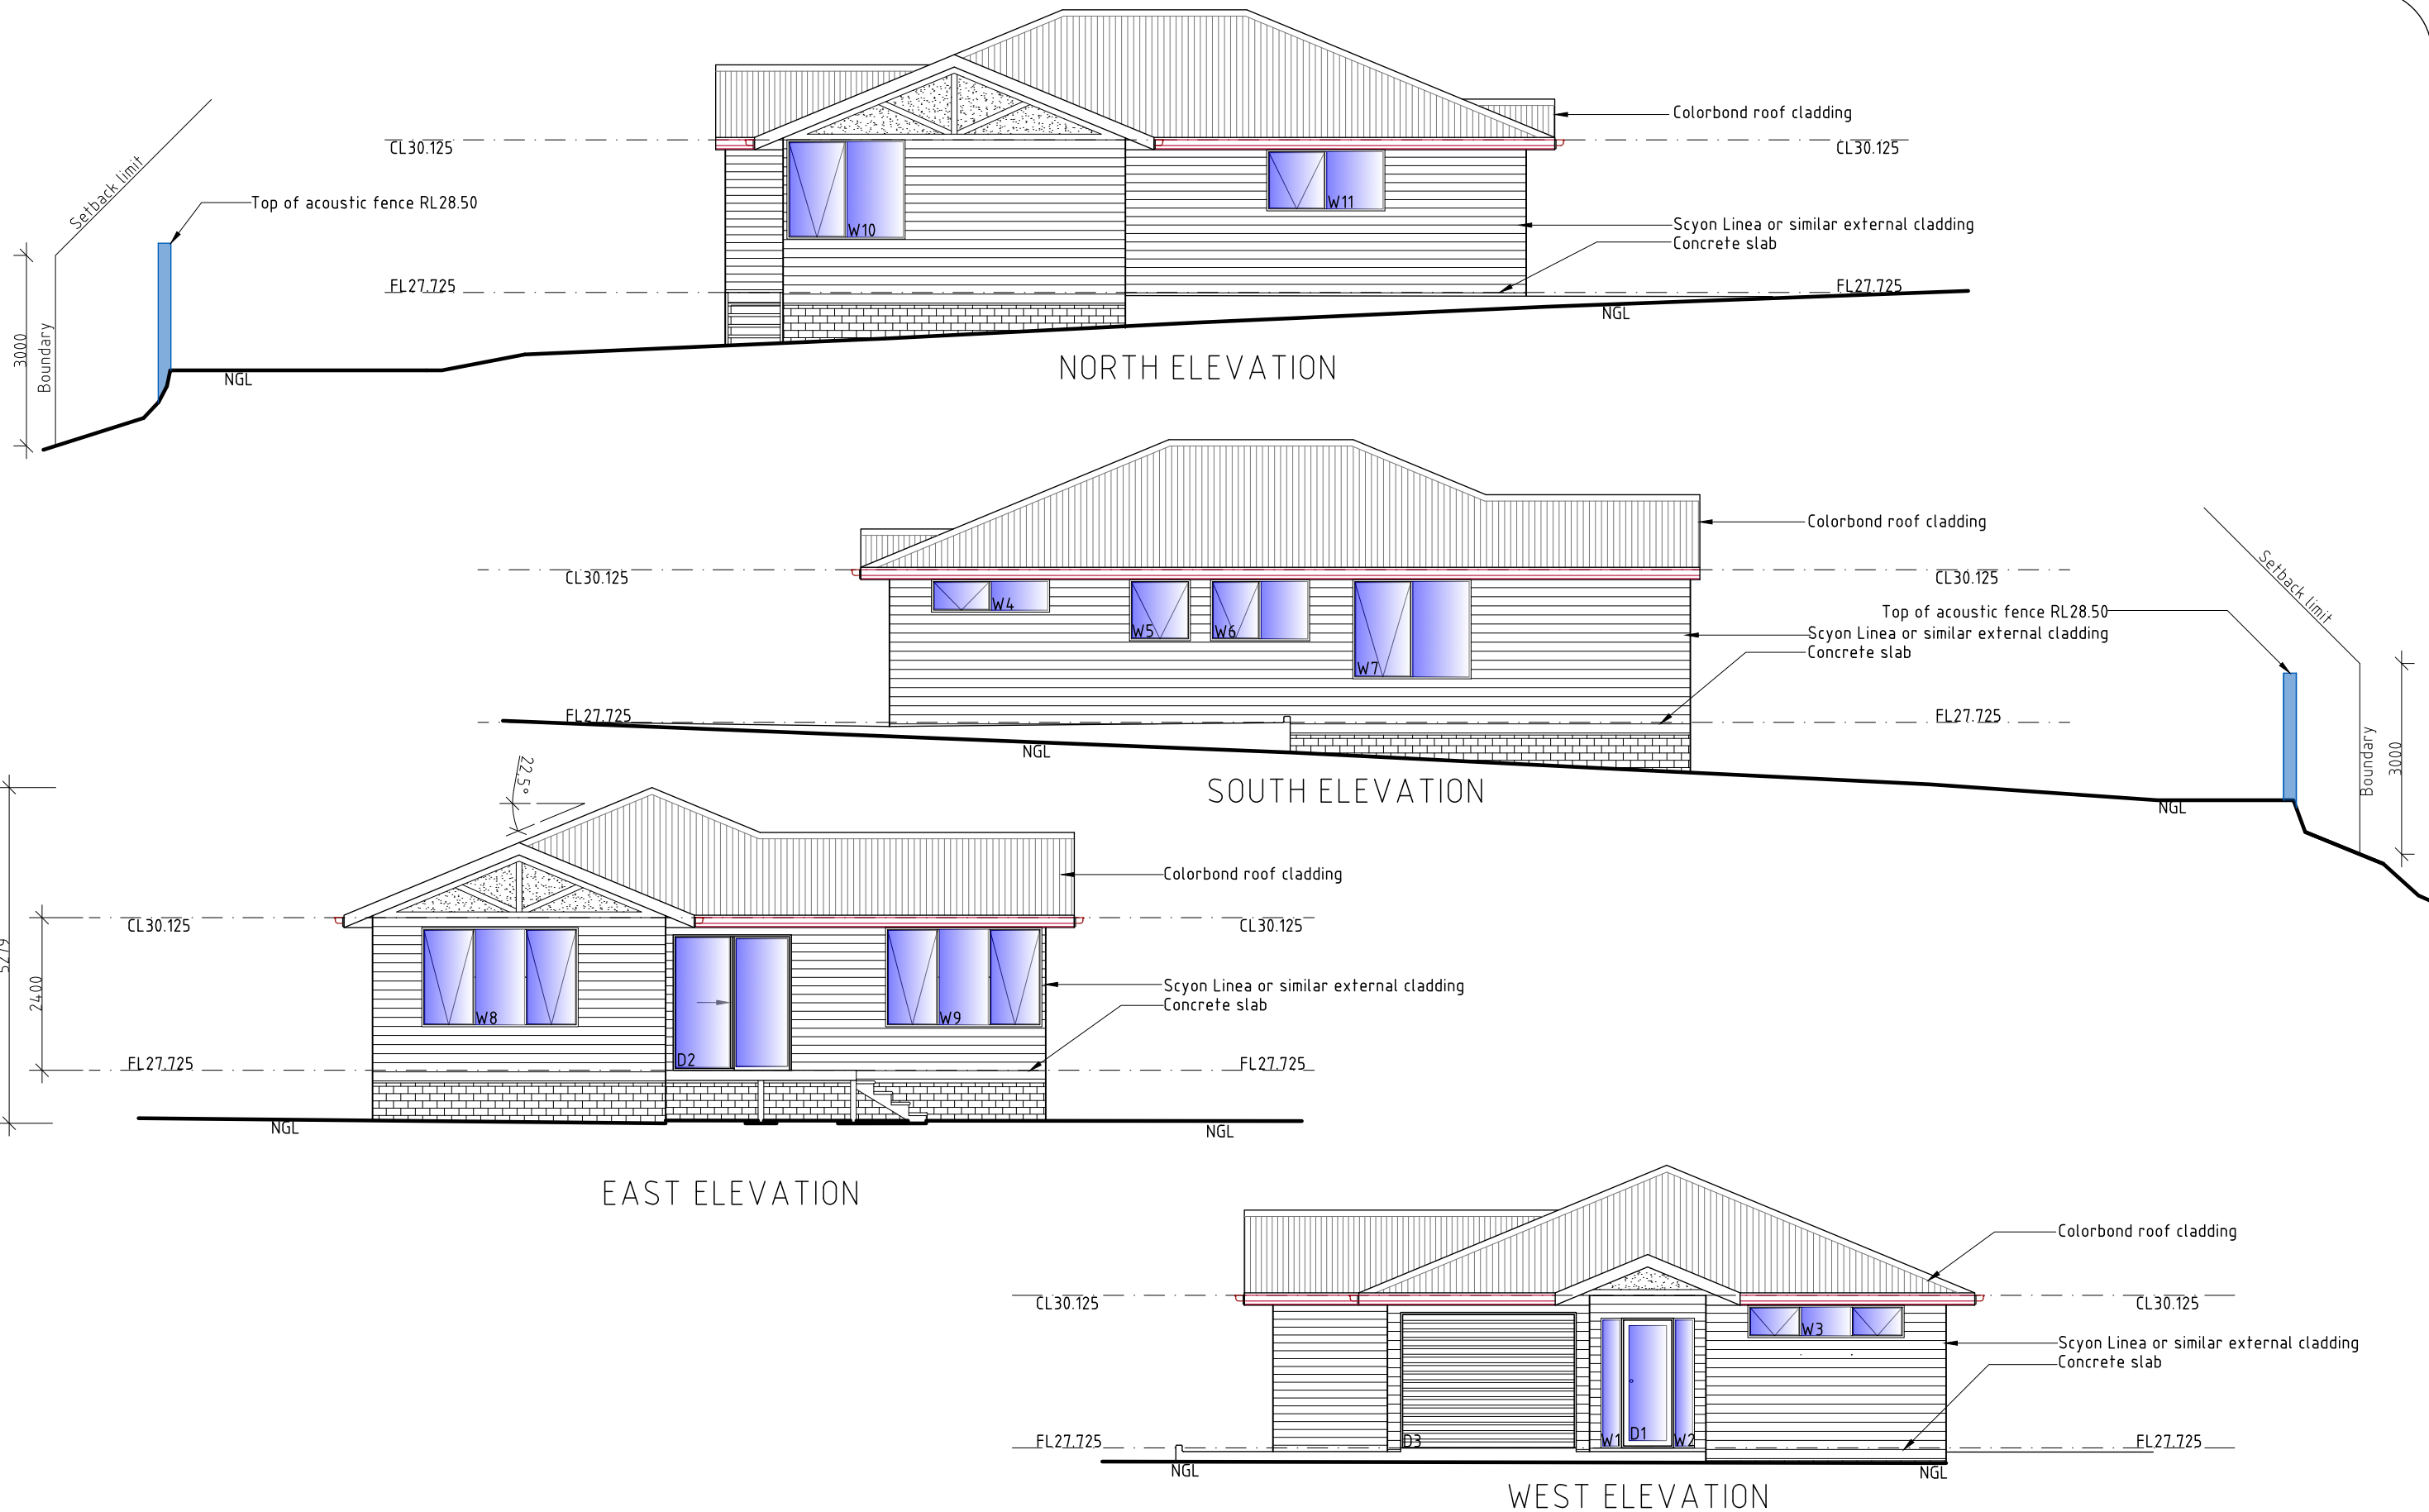 Colorbond roof cladding
CL30.125
CL30.125
Setback limit
Top of acoustic fence RL28.50
W10
W11
Scyon Linea or similar external cladding
Concrete slab
FL27.725
FL27.725
NGL
3000
Boundary
NGL
NORTH ELEVATION
Colorbond roof cladding
CL30.125
CL30.125
Setback limit
W4
W5
W6
W7
Top of acoustic fence RL28.50
Scyon Linea or similar external cladding
Concrete slab
FL27.725
FL27.725
NGL
Boundary
3000
NGL
SOUTH ELEVATION
22.5°
Colorbond roof cladding
CL30.125
CL30.125
5279
2400
W8
D2
W9
Scyon Linea or similar external cladding
Concrete slab
FL27.725
FL27.725
NGL
NGL
EAST ELEVATION
Colorbond roof cladding
CL30.125
CL30.125
W3
Scyon Linea or similar external cladding
Concrete slab
FL27.725
D3
W1
D1
W2
FL27.725
NGL
NGL
WEST ELEVATION